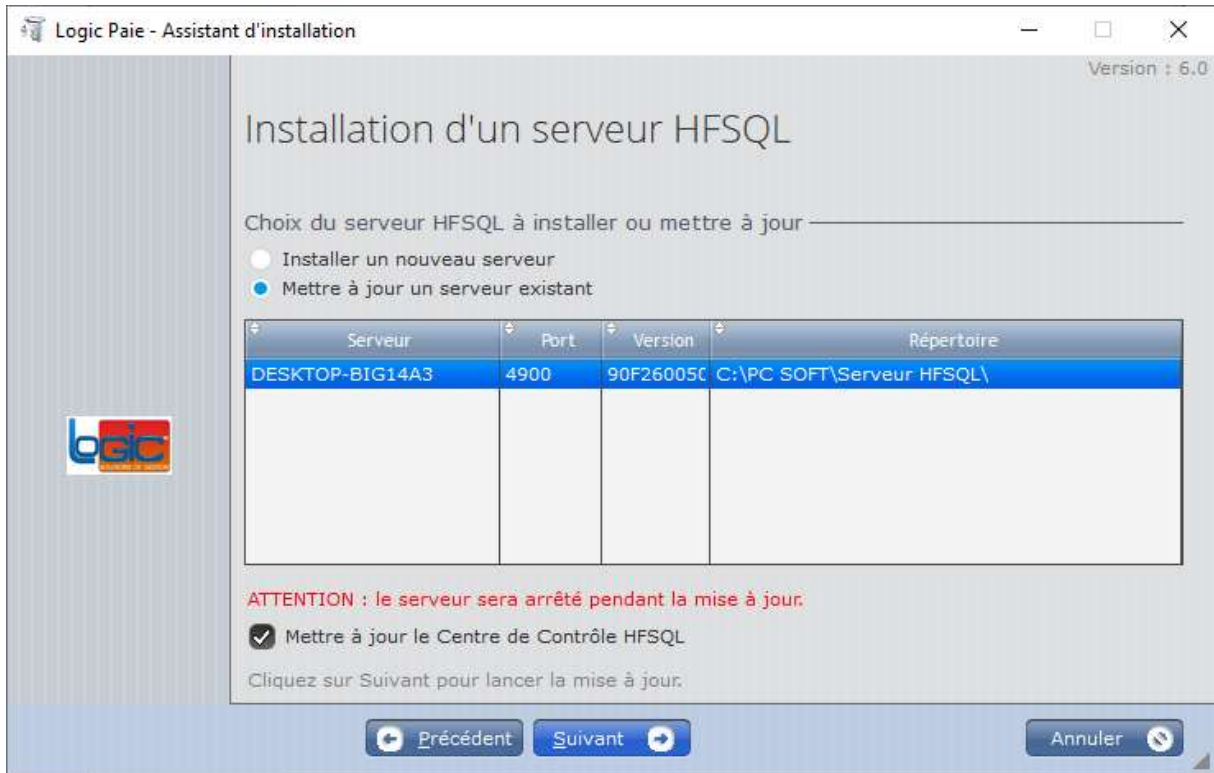 Logic Paie - Assistant d'installation
Version : 6.0
Installation d'un serveur HFSQL
Choix du serveur HFSQL à installer ou mettre à jour
Installer un nouveau serveur
Mettre à jour un serveur existant
Serveur Port Version Répertoire
DESKTOP-BIG14A3 4900 90F26005C C:\PC SOFT\Serveur HFSQL\
Logic
ATTENTION : le serveur sera arrêté pendant la mise à jour.
Mettre à jour le Centre de Contrôle HFSQL
Cliquez sur Suivant pour lancer la mise à jour.
Précédent Suivant Annuler